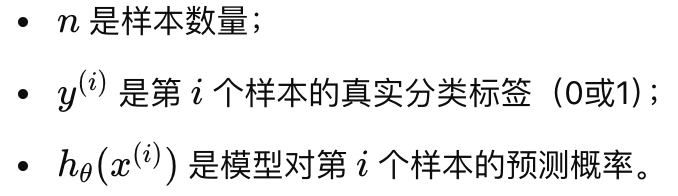 • n 是样本数量；
• y^{(i)} 是第 i 个样本的真实分类标签（0或1）；
• h_θ(x^{(i)}) 是模型对第 i 个样本的预测概率。